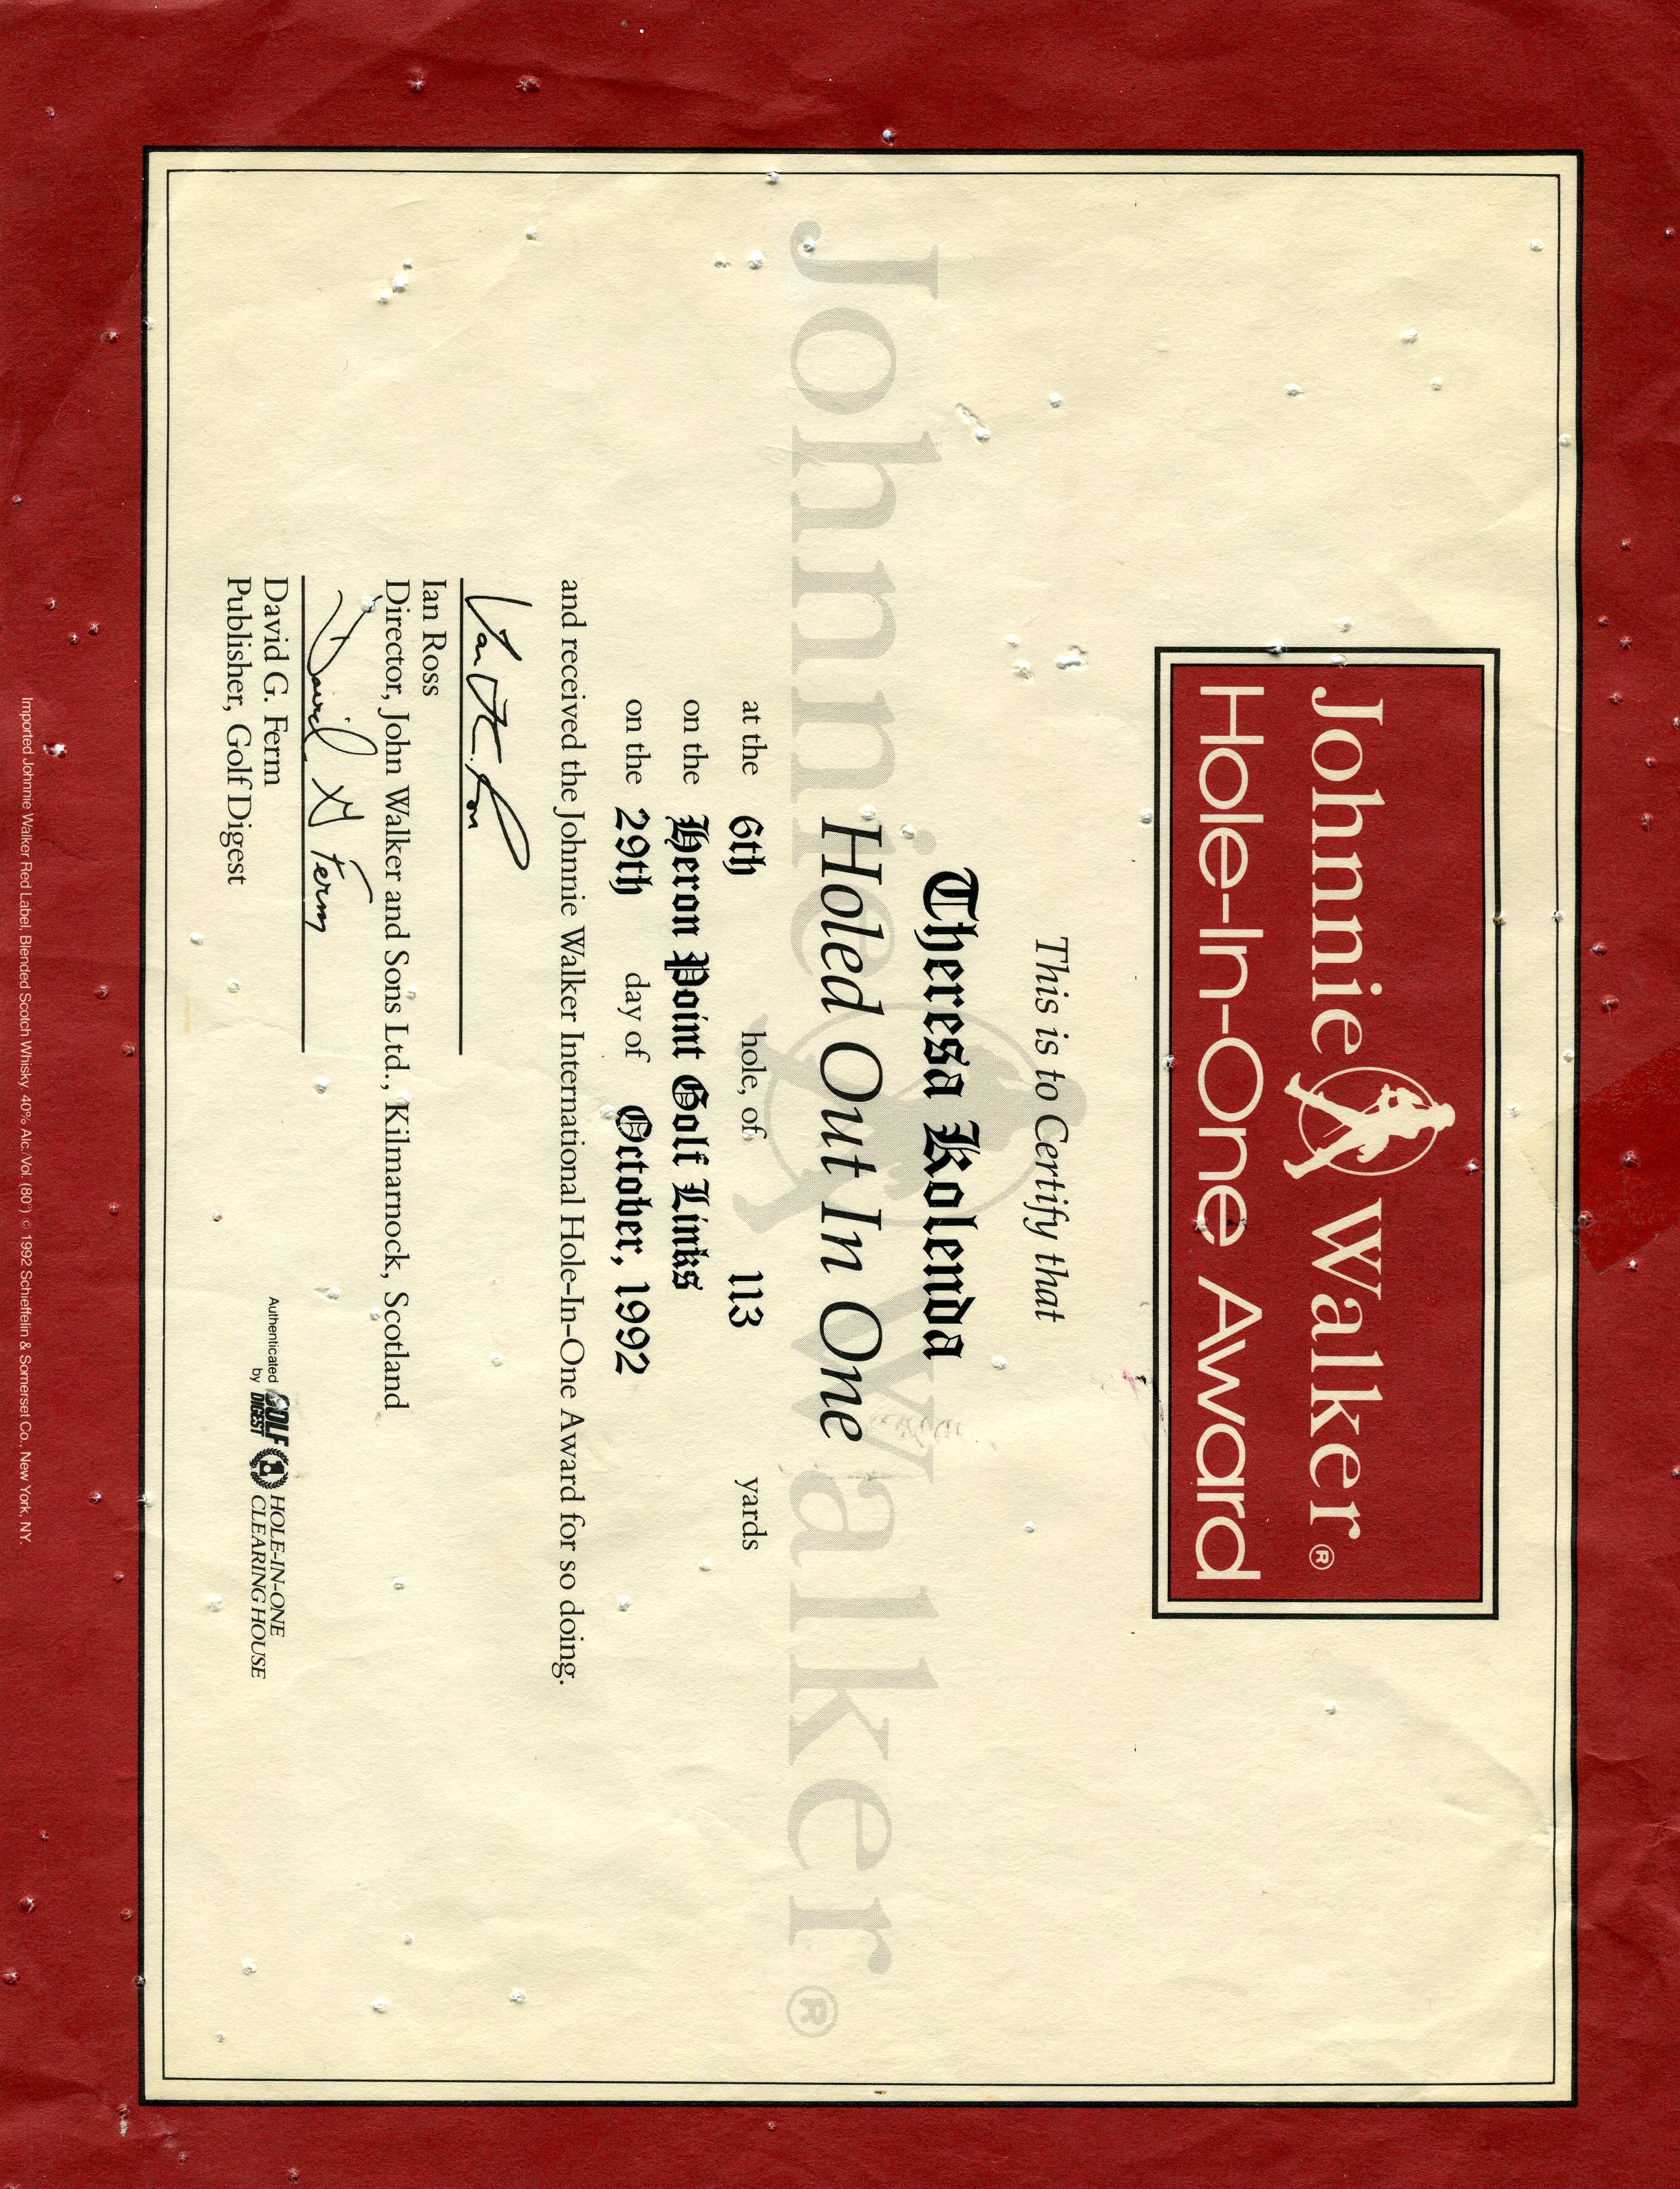 Johnnie Walker®
Hole-In-One Award
This is to Certify that
Theresa Kolenda
Johnnie Walker®
Holed Out In One
at the 6th hole, of 113 yards
on the Heron Point Golf Links
on the 29th day of October, 1992
and received the Johnnie Walker International Hole-In-One Award for so doing.
Ian Ross
Director, John Walker and Sons Ltd., Kilmarnock, Scotland
David G. Ferm
David G. Ferm
Publisher, Golf Digest
Authenticated by GOLF DIGEST HOLE-IN-ONE
CLEARING HOUSE
Imported Johnnie Walker Red Label, Blended Scotch Whisky 40% Alc./Vol. (80°) © 1992 Schieffelin & Somerset Co., New York, NY.